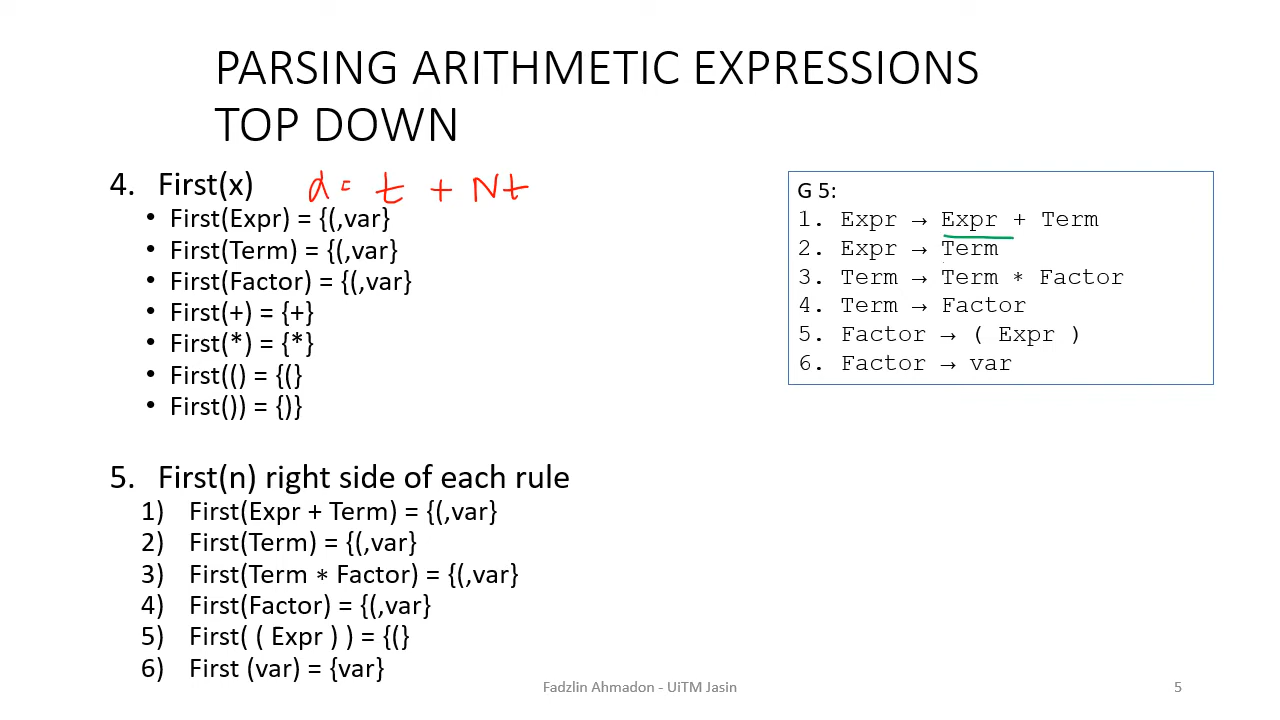 PARSING ARITHMETIC EXPRESSIONS
TOP DOWN
4. First(x) d = t + Nt
• First(Expr) = {(,var}
• First(Term) = {(,var}
• First(Factor) = {(,var}
• First(+) = {+}
• First(*) = {*}
• First(() = {(}
• First()) = {)}
5. First(n) right side of each rule
1) First(Expr + Term) = {(,var}
2) First(Term) = {(,var}
3) First(Term ∗ Factor) = {(,var}
4) First(Factor) = {(,var}
5) First( ( Expr ) ) = {(}
6) First (var) = {var}
G 5:
1. Expr → Expr + Term
2. Expr → Term
3. Term → Term * Factor
4. Term → Factor
5. Factor → ( Expr )
6. Factor → var
Fadzlin Ahmadon - UiTM Jasin
5